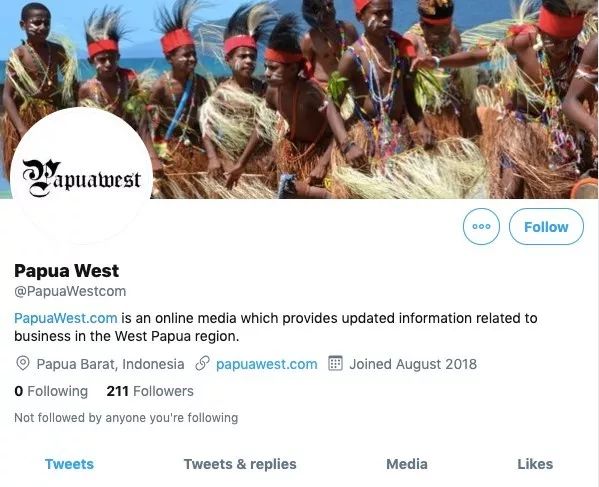 Papuawest
Follow
Papua West
@PapuaWestcom
PapuaWest.com is an online media which provides updated information related to
business in the West Papua region.
Papua Barat, Indonesia papuawest.com Joined August 2018
0 Following 211 Followers
Not followed by anyone you're following
Tweets Tweets & replies Media Likes